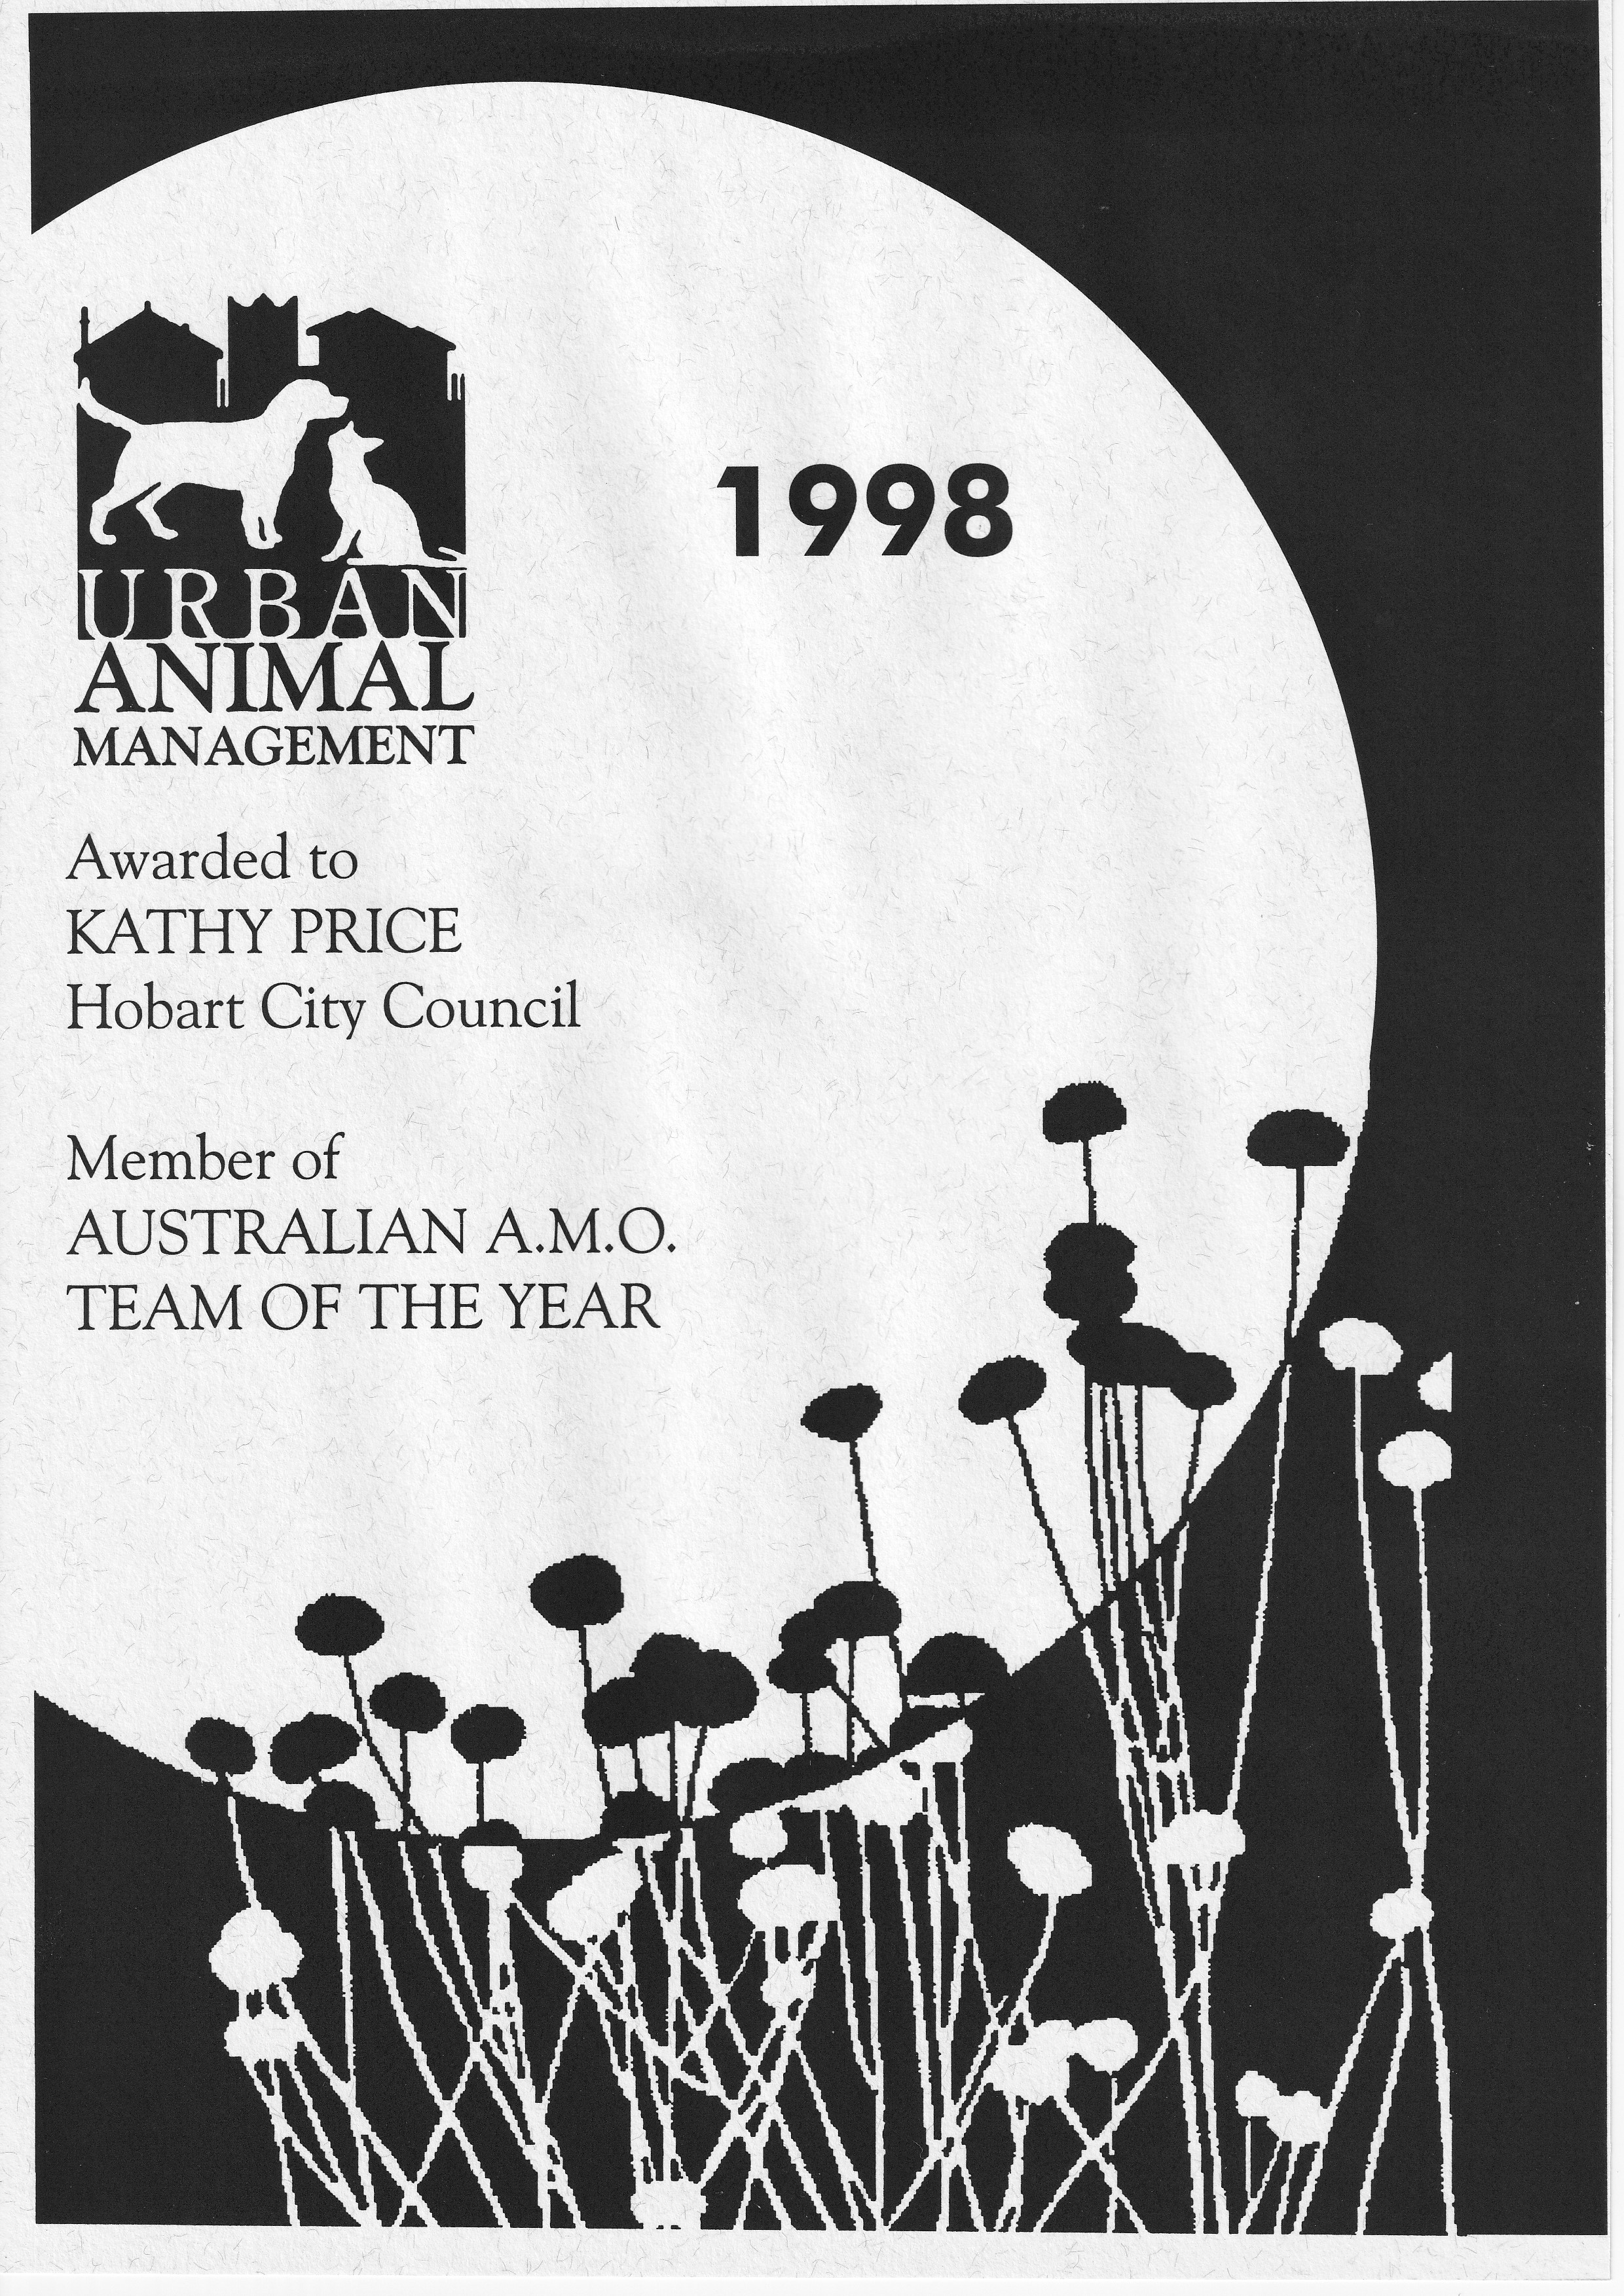 1998
URBAN
ANIMAL
MANAGEMENT
Awarded to
KATHY PRICE
Hobart City Council
Member of
AUSTRALIAN A.M.O.
TEAM OF THE YEAR